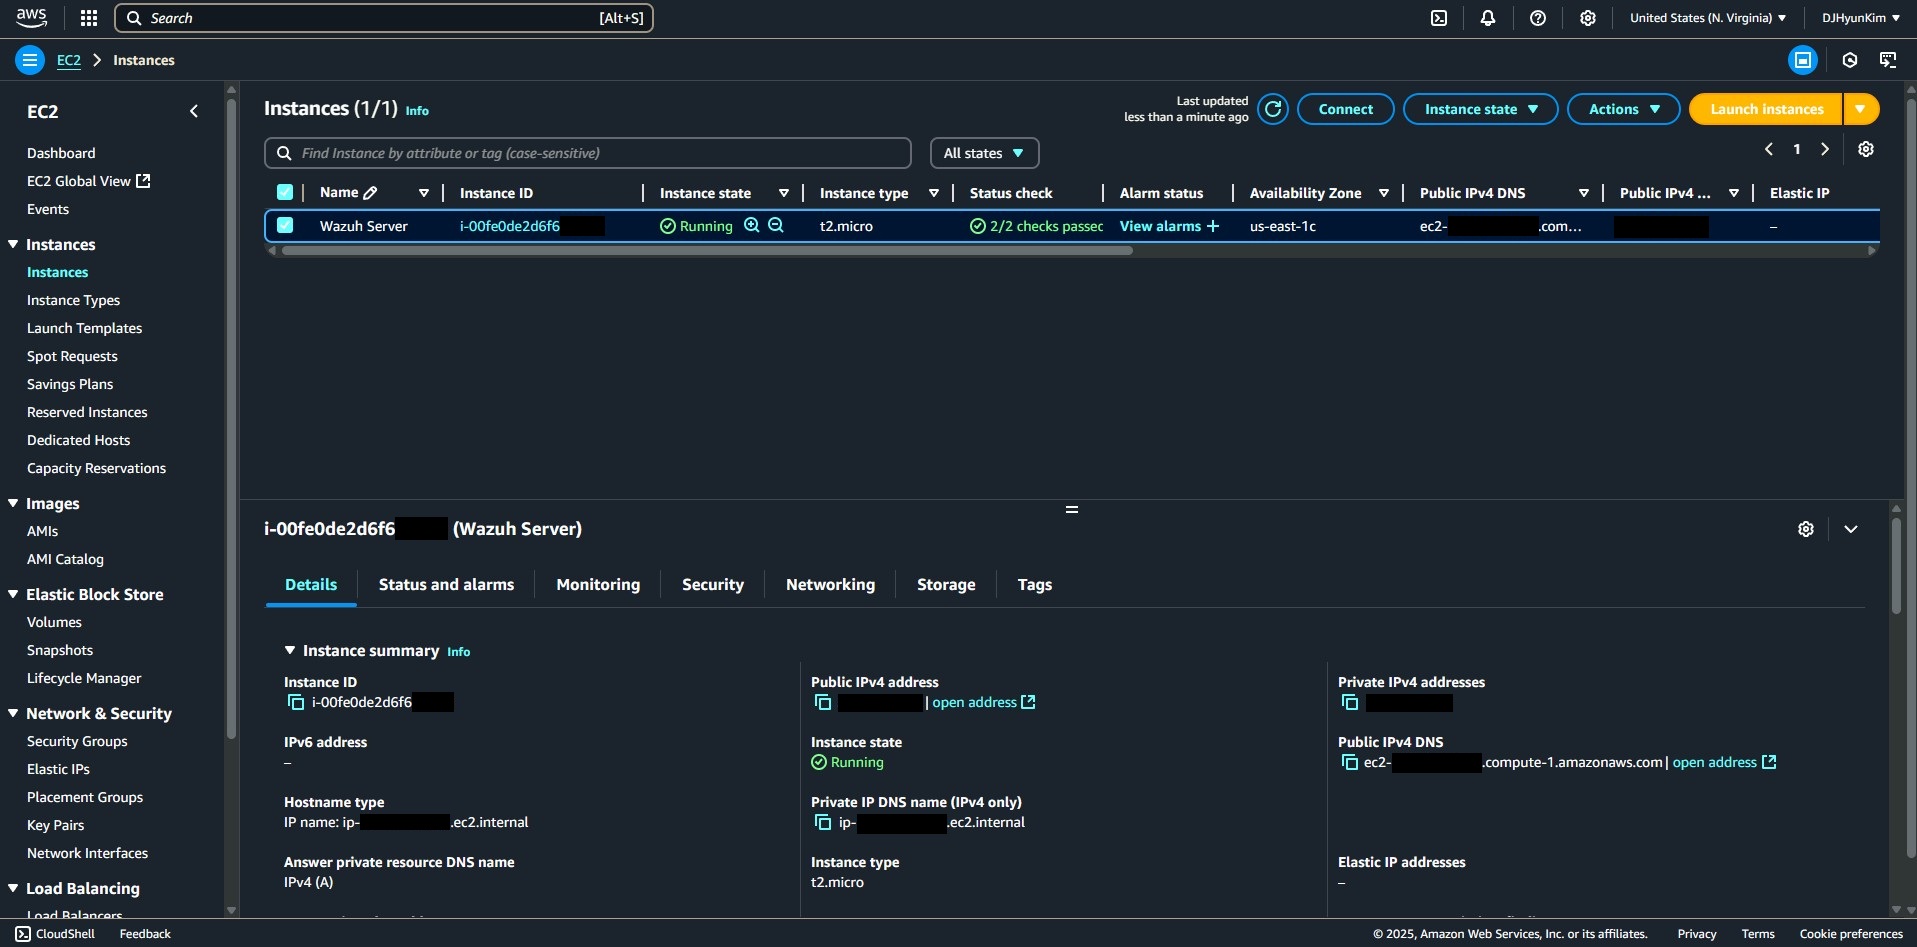 aws
Search [Alt+S]
United States (N. Virginia)
DJHyunKim
EC2
Instances
EC2
Dashboard
EC2 Global View
Events
Instances
Instances
Instance Types
Launch Templates
Spot Requests
Savings Plans
Reserved Instances
Dedicated Hosts
Capacity Reservations
Images
AMIs
AMI Catalog
Elastic Block Store
Volumes
Snapshots
Lifecycle Manager
Network & Security
Security Groups
Elastic IPs
Placement Groups
Key Pairs
Network Interfaces
Load Balancing
Load Balancers
Instances (1/1) Info
Last updated
less than a minute ago
Connect
Instance state
Actions
Launch instances
Find Instance by attribute or tag (case-sensitive)
All states
1
Name Instance ID Instance state Instance type Status check Alarm status Availability Zone Public IPv4 DNS Public IPv4 ... Elastic IP
Wazuh Server i-00fe0de2d6f6 Running t2.micro 2/2 checks passec View alarms + us-east-1c ec2- .com... –
i-00fe0de2d6f6 (Wazuh Server)
Details Status and alarms Monitoring Security Networking Storage Tags
Instance summary Info
Instance ID
i-00fe0de2d6f6
Public IPv4 address
| open address
Private IPv4 addresses
IPv6 address
–
Instance state
Running
Public IPv4 DNS
ec2- .compute-1.amazonaws.com | open address
Hostname type
IP name: ip- .ec2.internal
Private IP DNS name (IPv4 only)
ip- .ec2.internal
Answer private resource DNS name
IPv4 (A)
Instance type
t2.micro
Elastic IP addresses
–
CloudShell Feedback
© 2025, Amazon Web Services, Inc. or its affiliates. Privacy Terms Cookie preferences